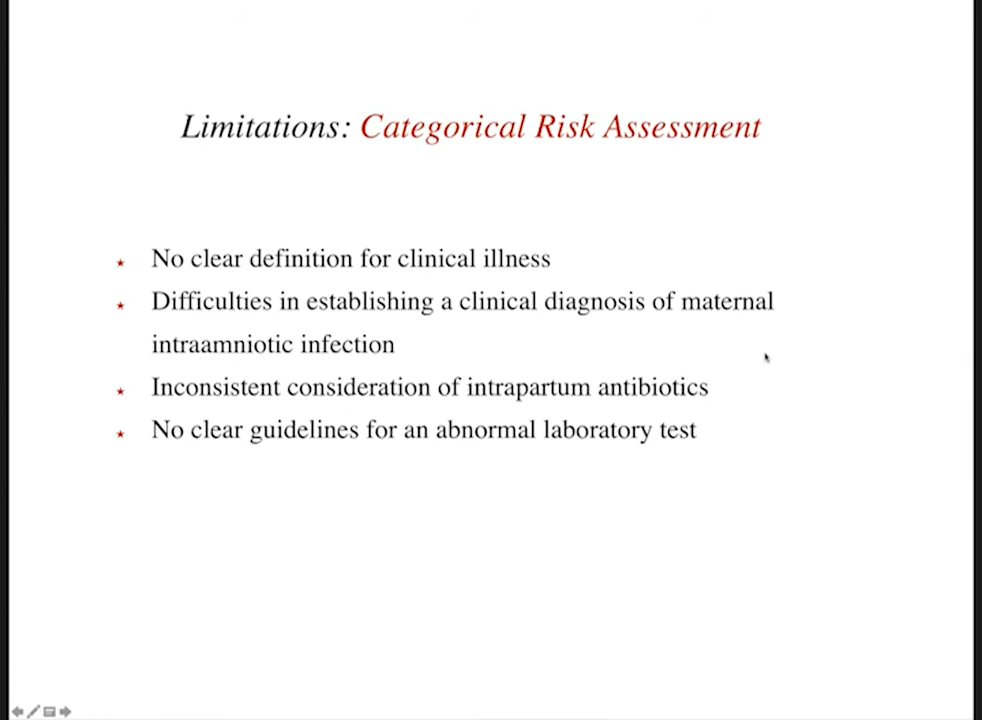 Limitations: Categorical Risk Assessment
No clear definition for clinical illness
Difficulties in establishing a clinical diagnosis of maternal
intraamniotic infection
Inconsistent consideration of intrapartum antibiotics
No clear guidelines for an abnormal laboratory test